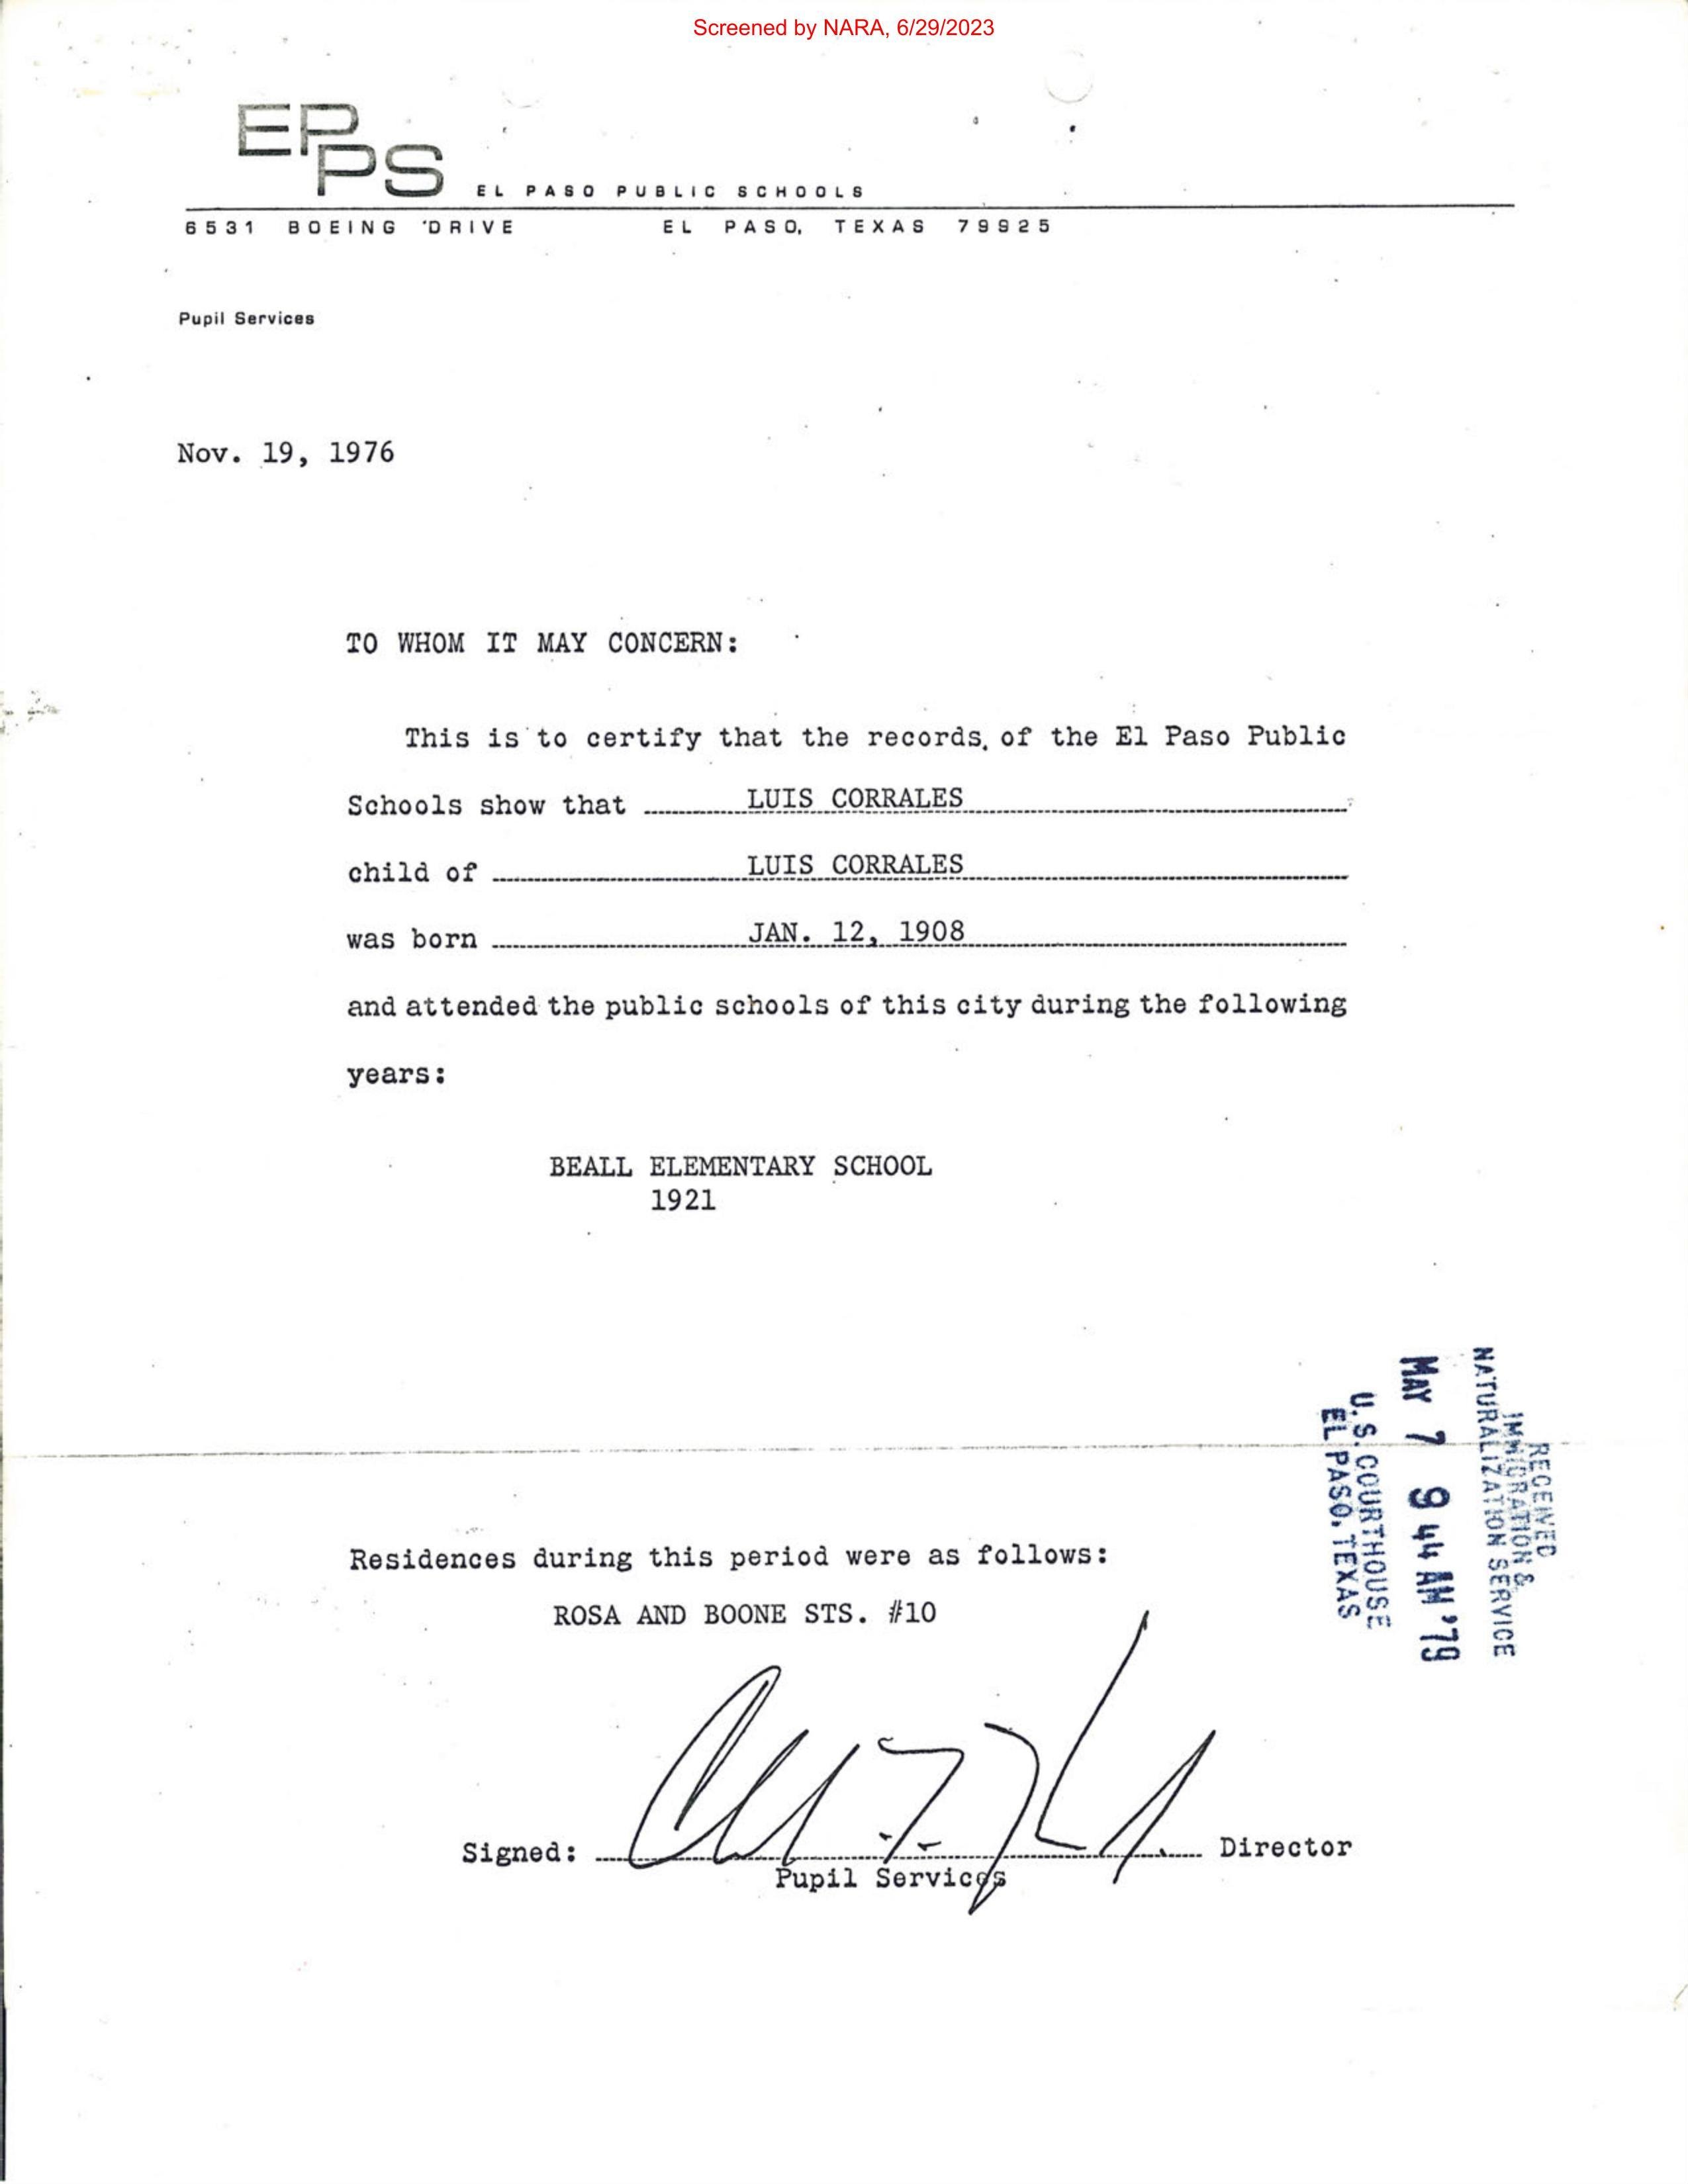 Screened by NARA, 6/29/2023
EPPS
EL PASO PUBLIC SCHOOLS
6531 BOEING DRIVE EL PASO, TEXAS 79925
Pupil Services
Nov. 19, 1976
TO WHOM IT MAY CONCERN:
This is to certify that the records of the El Paso Public
Schools show that LUIS CORRALES
child of LUIS CORRALES
was born JAN. 12, 1908
and attended the public schools of this city during the following
years:
BEALL ELEMENTARY SCHOOL
1921
RECEIVED
IMMIGRATION &
NATURALIZATION SERVICE
MAY 7 9 44 AM '79
U.S. COURTHOUSE
EL PASO, TEXAS
Residences during this period were as follows:
ROSA AND BOONE STS. #10
Signed: Director
Pupil Services